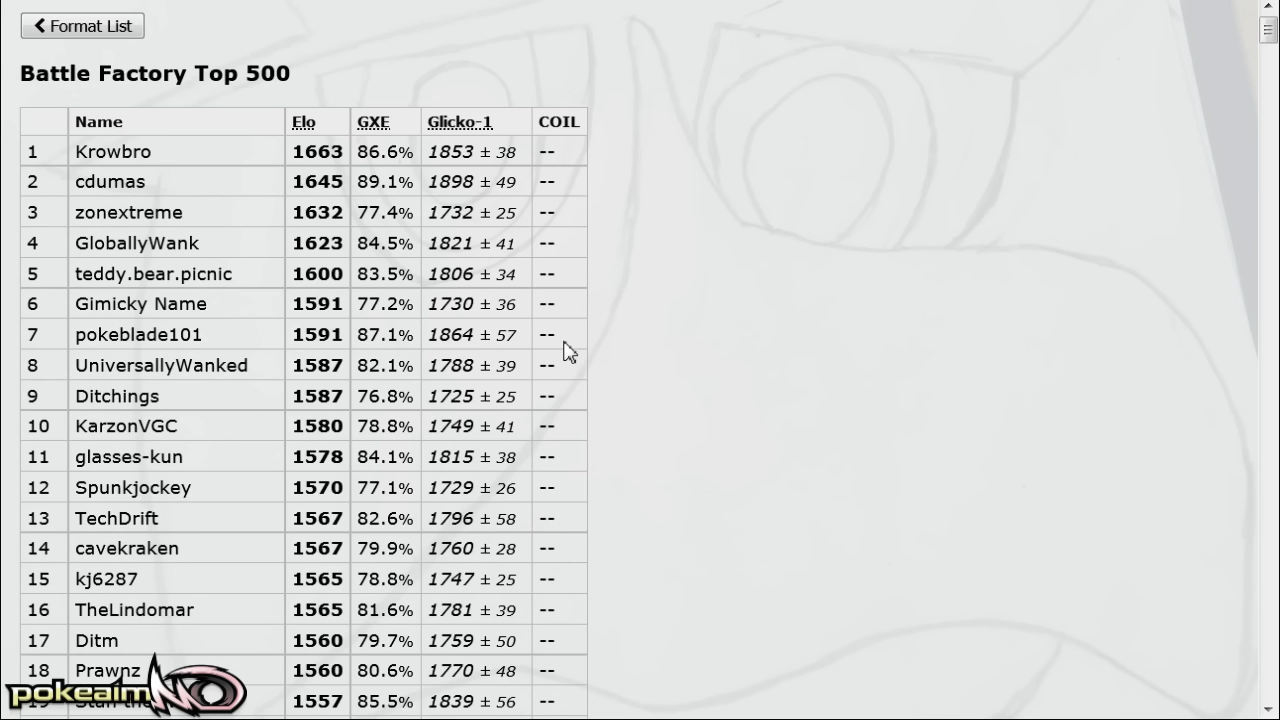 Format List
Battle Factory Top 500
Name Elo GXE Glicko-1 COIL
1 Krowbro 1663 86.6% 1853 ± 38 --
2 cdumas 1645 89.1% 1898 ± 49 --
3 zonextreme 1632 77.4% 1732 ± 25 --
4 GloballyWank 1623 84.5% 1821 ± 41 --
5 teddy.bear.picnic 1600 83.5% 1806 ± 34 --
6 Gimicky Name 1591 77.2% 1730 ± 36 --
7 pokeblade101 1591 87.1% 1864 ± 57 --
8 UniversallyWanked 1587 82.1% 1788 ± 39 --
9 Ditchings 1587 76.8% 1725 ± 25 --
10 KarzonVGC 1580 78.8% 1749 ± 41 --
11 glasses-kun 1578 84.1% 1815 ± 38 --
12 Spunkjockey 1570 77.1% 1729 ± 26 --
13 TechDrift 1567 82.6% 1796 ± 58 --
14 cavekraken 1567 79.9% 1760 ± 28 --
15 kj6287 1565 78.8% 1747 ± 25 --
16 TheLindomar 1565 81.6% 1781 ± 39 --
17 Ditm 1560 79.7% 1759 ± 50 --
18 Prawnz 1560 80.6% 1770 ± 48 --
1557 85.5% 1839 ± 56 --
pokeaimMD